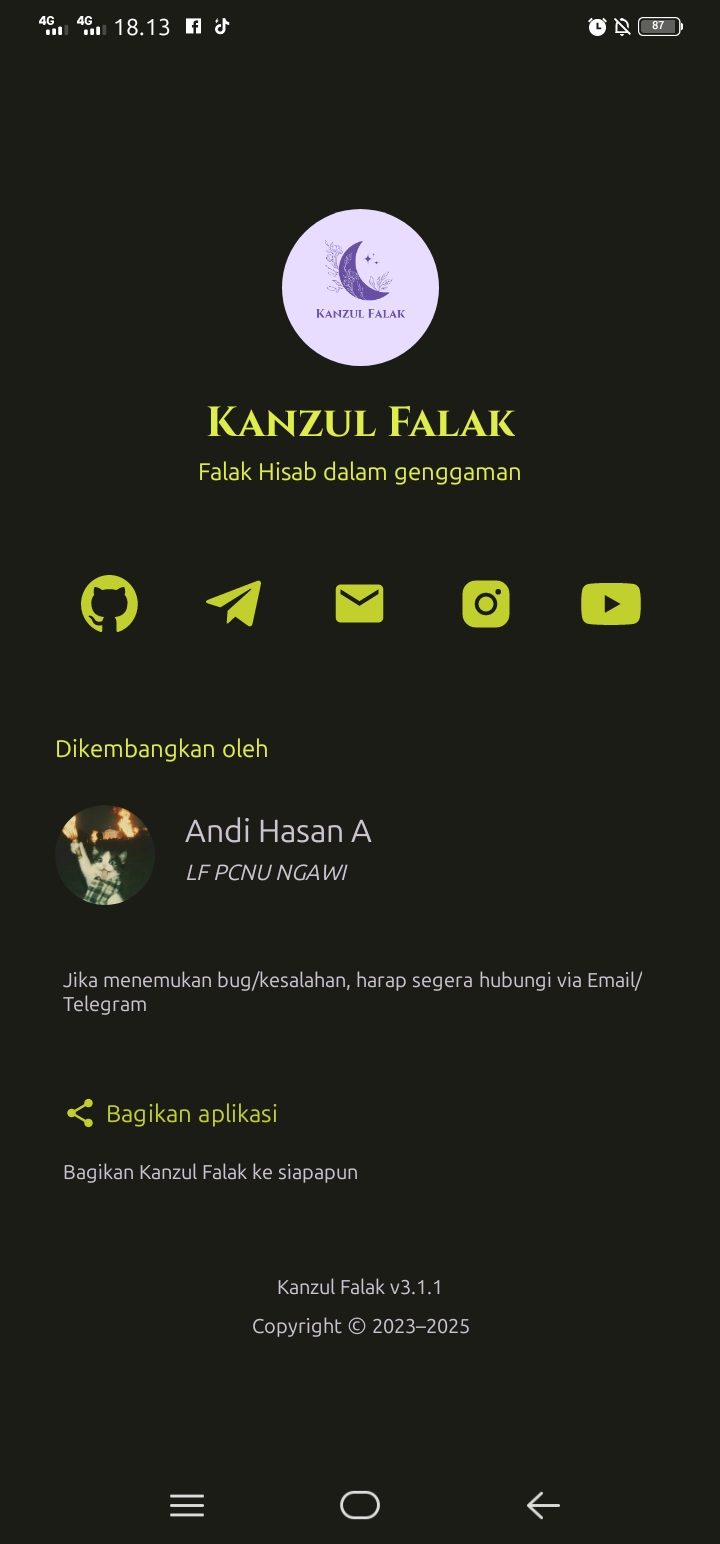 4G 4G 18.13 87
KANZUL FALAK
KANZUL FALAK
Falak Hisab dalam genggaman
Dikembangkan oleh
Andi Hasan A
LF PCNU NGAWI
Jika menemukan bug/kesalahan, harap segera hubungi via Email/
Telegram
Bagikan aplikasi
Bagikan Kanzul Falak ke siapapun
Kanzul Falak v3.1.1
Copyright © 2023–2025